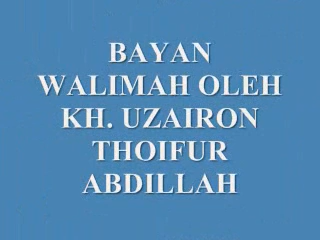 BAYAN
WALIMAH OLEH
KH. UZAIRON
THOIFUR
ABDILLAH